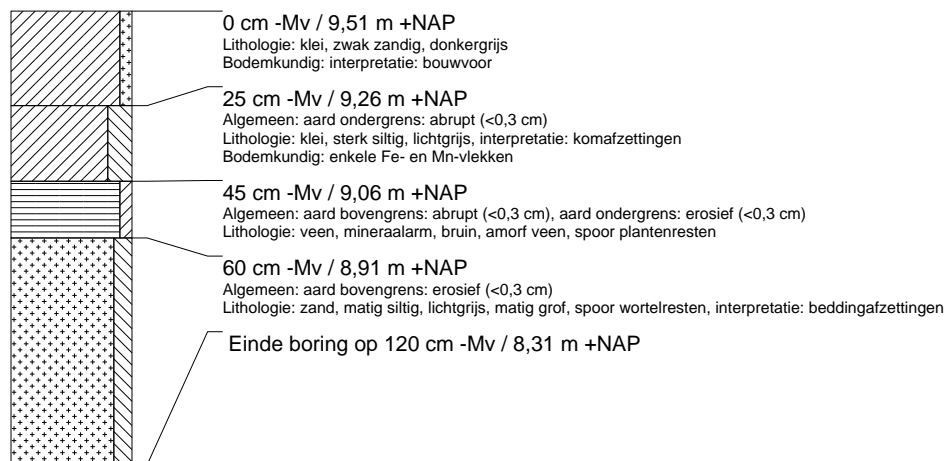 0 cm -Mv / 9,51 m +NAP
Lithologie: klei, zwak zandig, donkergrijs
Bodemkundig: interpretatie: bouwvoor
25 cm -Mv / 9,26 m +NAP
Algemeen: aard ondergrens: abrupt (<0,3 cm)
Lithologie: klei, sterk siltig, lichtgrijs, interpretatie: komafzettingen
Bodemkundig: enkele Fe- en Mn-vlekken
45 cm -Mv / 9,06 m +NAP
Algemeen: aard bovengrens: abrupt (<0,3 cm), aard ondergrens: erosief (<0,3 cm)
Lithologie: veen, mineraalarm, bruin, amorf veen, spoor plantenresten
60 cm -Mv / 8,91 m +NAP
Algemeen: aard bovengrens: erosief (<0,3 cm)
Lithologie: zand, matig siltig, lichtgrijs, matig grof, spoor wortelresten, interpretatie: beddingafzettingen
Einde boring op 120 cm -Mv / 8,31 m +NAP